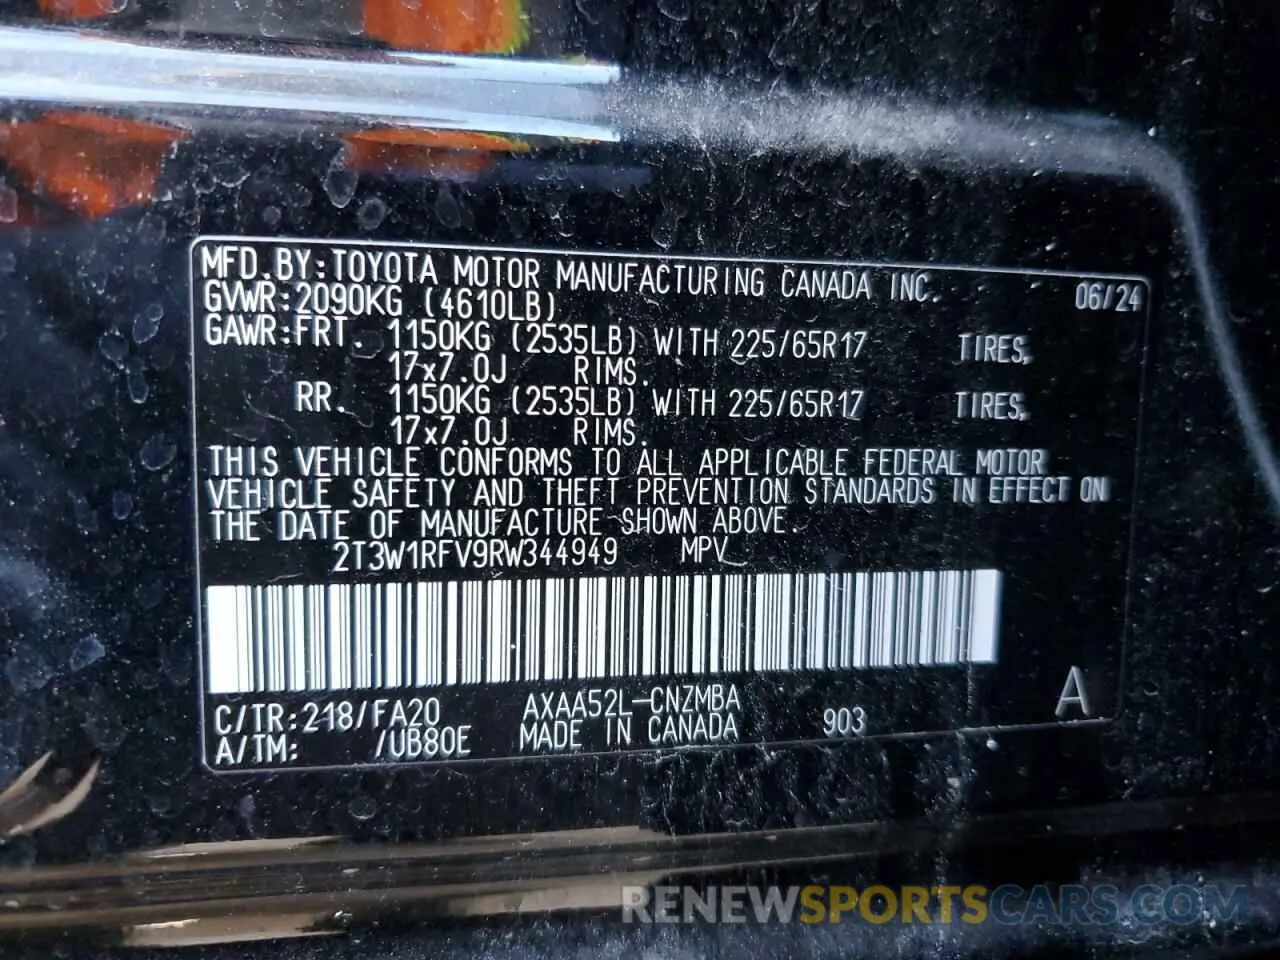 MFD.BY:TOYOTA MOTOR MANUFACTURING CANADA INC. 06/24
GVWR:2090KG (4610LB)
GAWR:FRT. 1150KG (2535LB) WITH 225/65R17 TIRES,
17x7.0J RIMS.
RR. 1150KG (2535LB) WITH 225/65R17 TIRES,
17x7.0J RIMS.
THIS VEHICLE CONFORMS TO ALL APPLICABLE FEDERAL MOTOR
VEHICLE SAFETY AND THEFT PREVENTION STANDARDS IN EFFECT ON
THE DATE OF MANUFACTURE SHOWN ABOVE.
2T3W1RFV9RW344949 MPV
C/TR:218/FA20 AXAA52L-CNZMBA A
A/TM: /UB80E MADE IN CANADA 903
RENEWSPORTSCARS.COM